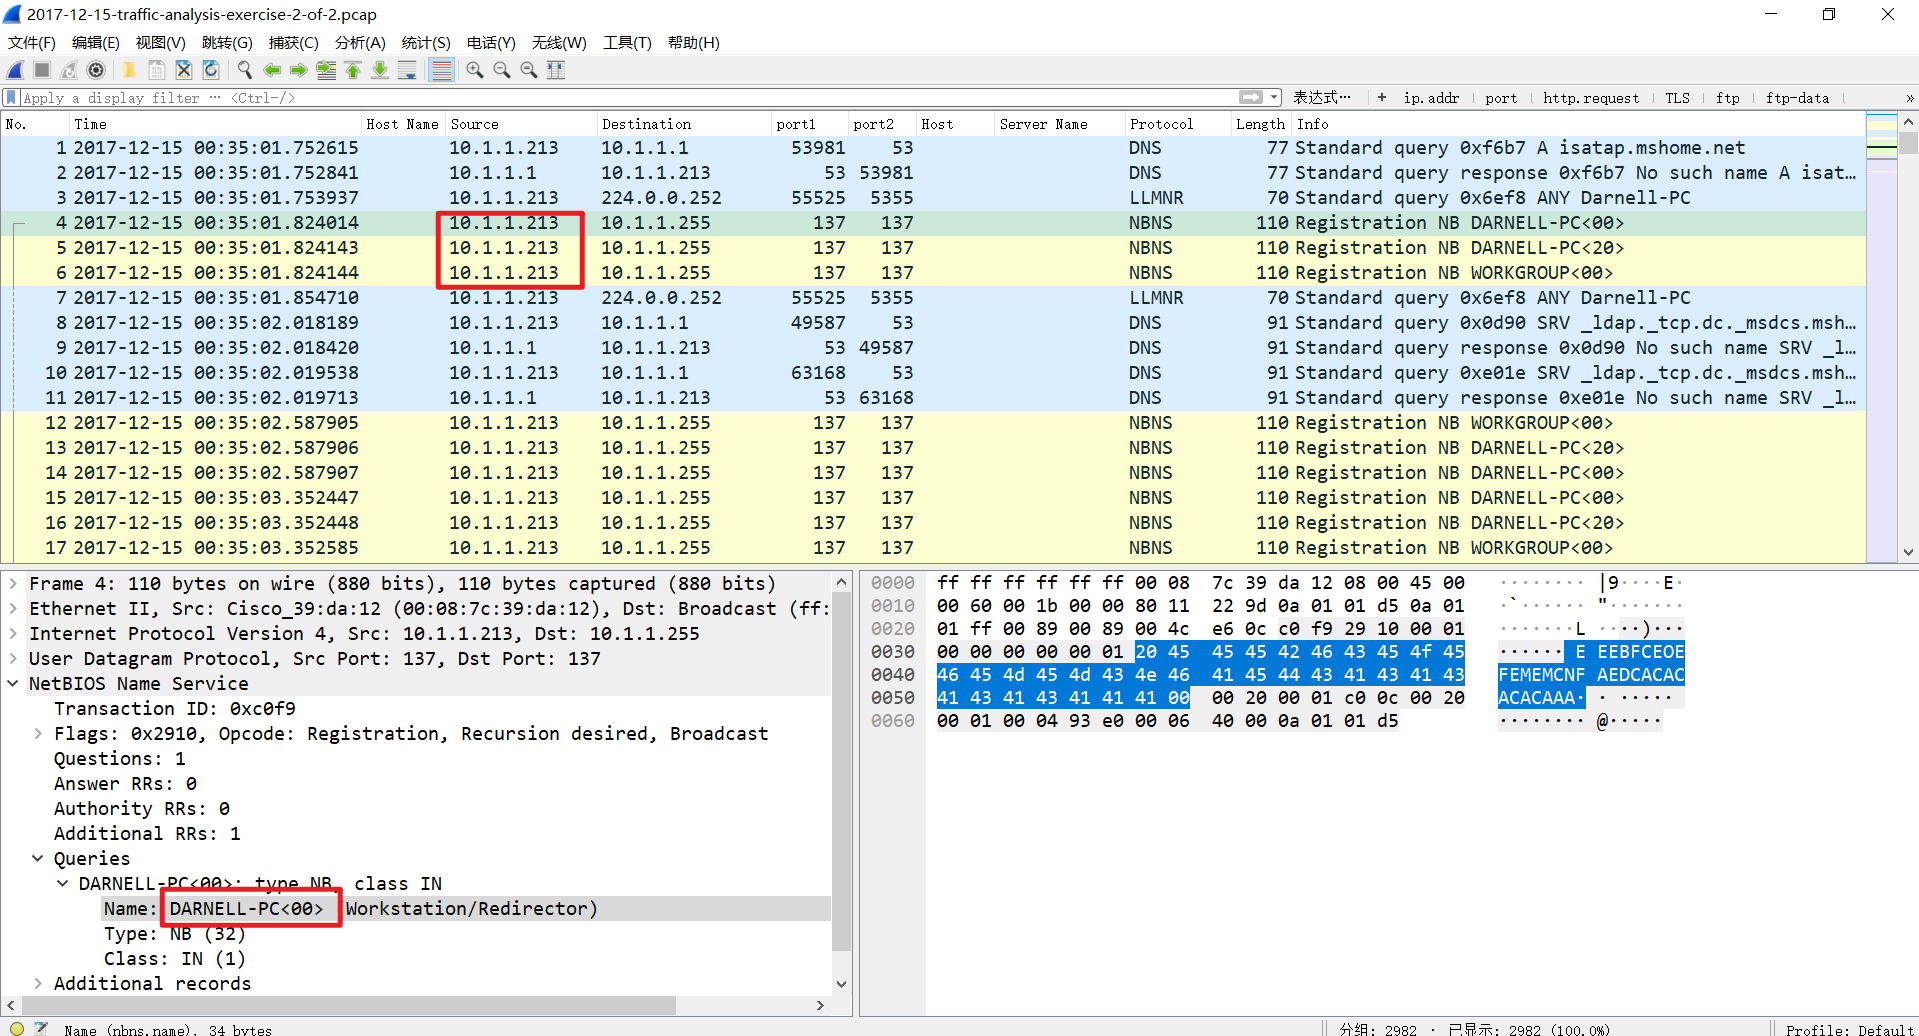 2017-12-15-traffic-analysis-exercise-2-of-2.pcap
文件(F) 编辑(E) 视图(V) 跳转(G) 捕获(C) 分析(A) 统计(S) 电话(Y) 无线(W) 工具(T) 帮助(H)
Apply a display filter ··· <Ctrl-/> 表达式··· + ip.addr port http.request TLS ftp ftp-data »
No. Time Host Name Source Destination port1 port2 Host Server Name Protocol Length Info
1 2017-12-15 00:35:01.752615 10.1.1.213 10.1.1.1 53981 53 DNS 77 Standard query 0xf6b7 A isatap.mshome.net
2 2017-12-15 00:35:01.752841 10.1.1.1 10.1.1.213 53 53981 DNS 77 Standard query response 0xf6b7 No such name A isat…
3 2017-12-15 00:35:01.753937 10.1.1.213 224.0.0.252 55525 5355 LLMNR 70 Standard query 0x6ef8 ANY Darnell-PC
4 2017-12-15 00:35:01.824014 10.1.1.213 10.1.1.255 137 137 NBNS 110 Registration NB DARNELL-PC<00>
5 2017-12-15 00:35:01.824143 10.1.1.213 10.1.1.255 137 137 NBNS 110 Registration NB DARNELL-PC<20>
6 2017-12-15 00:35:01.824144 10.1.1.213 10.1.1.255 137 137 NBNS 110 Registration NB WORKGROUP<00>
7 2017-12-15 00:35:01.854710 10.1.1.213 224.0.0.252 55525 5355 LLMNR 70 Standard query 0x6ef8 ANY Darnell-PC
8 2017-12-15 00:35:02.018189 10.1.1.213 10.1.1.1 49587 53 DNS 91 Standard query 0x0d90 SRV _ldap._tcp.dc._msdcs.msh…
9 2017-12-15 00:35:02.018420 10.1.1.1 10.1.1.213 53 49587 DNS 91 Standard query response 0x0d90 No such name SRV _l…
10 2017-12-15 00:35:02.019538 10.1.1.213 10.1.1.1 63168 53 DNS 91 Standard query 0xe01e SRV _ldap._tcp.dc._msdcs.msh…
11 2017-12-15 00:35:02.019713 10.1.1.1 10.1.1.213 53 63168 DNS 91 Standard query response 0xe01e No such name SRV _l…
12 2017-12-15 00:35:02.587905 10.1.1.213 10.1.1.255 137 137 NBNS 110 Registration NB WORKGROUP<00>
13 2017-12-15 00:35:02.587906 10.1.1.213 10.1.1.255 137 137 NBNS 110 Registration NB DARNELL-PC<20>
14 2017-12-15 00:35:02.587907 10.1.1.213 10.1.1.255 137 137 NBNS 110 Registration NB DARNELL-PC<00>
15 2017-12-15 00:35:03.352447 10.1.1.213 10.1.1.255 137 137 NBNS 110 Registration NB DARNELL-PC<00>
16 2017-12-15 00:35:03.352448 10.1.1.213 10.1.1.255 137 137 NBNS 110 Registration NB DARNELL-PC<20>
17 2017-12-15 00:35:03.352585 10.1.1.213 10.1.1.255 137 137 NBNS 110 Registration NB WORKGROUP<00>
Frame 4: 110 bytes on wire (880 bits), 110 bytes captured (880 bits)
Ethernet II, Src: Cisco_39:da:12 (00:08:7c:39:da:12), Dst: Broadcast (ff:
Internet Protocol Version 4, Src: 10.1.1.213, Dst: 10.1.1.255
User Datagram Protocol, Src Port: 137, Dst Port: 137
NetBIOS Name Service
Transaction ID: 0xc0f9
Flags: 0x2910, Opcode: Registration, Recursion desired, Broadcast
Questions: 1
Answer RRs: 0
Authority RRs: 0
Additional RRs: 1
Queries
DARNELL-PC<00>: type NB, class IN
Name: DARNELL-PC<00> (Workstation/Redirector)
Type: NB (32)
Class: IN (1)
Additional records
0000 ff ff ff ff ff ff 00 08 7c 39 da 12 08 00 45 00 ········ |9····E·
0010 00 60 00 1b 00 00 80 11 22 9d 0a 01 01 d5 0a 01 ·`······ "·······
0020 01 ff 00 89 00 89 00 4c e6 0c c0 f9 29 10 00 01 ·······L ····)···
0030 00 00 00 00 00 01 20 45 45 45 42 46 43 45 4f 45 ······ E EEBFCEOE
0040 46 45 4d 45 4d 43 4e 46 41 45 44 43 41 43 41 43 FEMEMCNF AEDCACAC
0050 41 43 41 43 41 41 41 00 00 20 00 01 c0 0c 00 20 ACACAAA· · ·····
0060 00 01 00 04 93 e0 00 06 40 00 0a 01 01 d5 ········ @·····
Name (nbns.name), 34 bytes 分组: 2982 · 已显示: 2982 (100.0%) Profile: Default